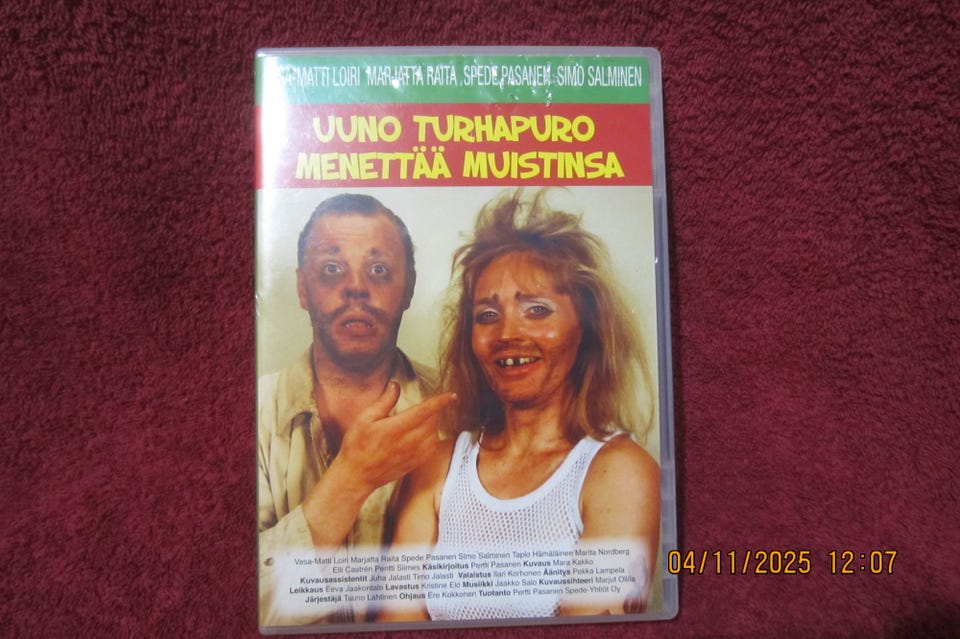 SA-MATTI LOIRI MARJATTA RAITA SPEDE PASANEN SIMO SALMINEN
UUNO TURHAPURO
MENETTÄÄ MUISTINSA
Vesa-Matti Loiri Marjatta Raita Spede Pasanen Simo Salminen Tapio Hämäläinen Marita Nordberg
Elli Castrén Pentti Siimes Käsikirjoitus Pertti Pasanen Kuvaus Mara Kakko
Kuvausassistentit Juha Jalasti Timo Jalasti Valaistus Ilari Korhonen Äänitys Pekka Lampela
Leikkaus Eeva Jaakontalo Lavastus Kristine Elo Musiikki Jaakko Salo Kuvaussihteeri Marjut Ollila
Järjestäjä Tauno Lahtinen Ohjaus Ere Kokkonen Tuotanto Pertti Pasanen Spede-Yhtiöt Oy
04/11/2025 12:07